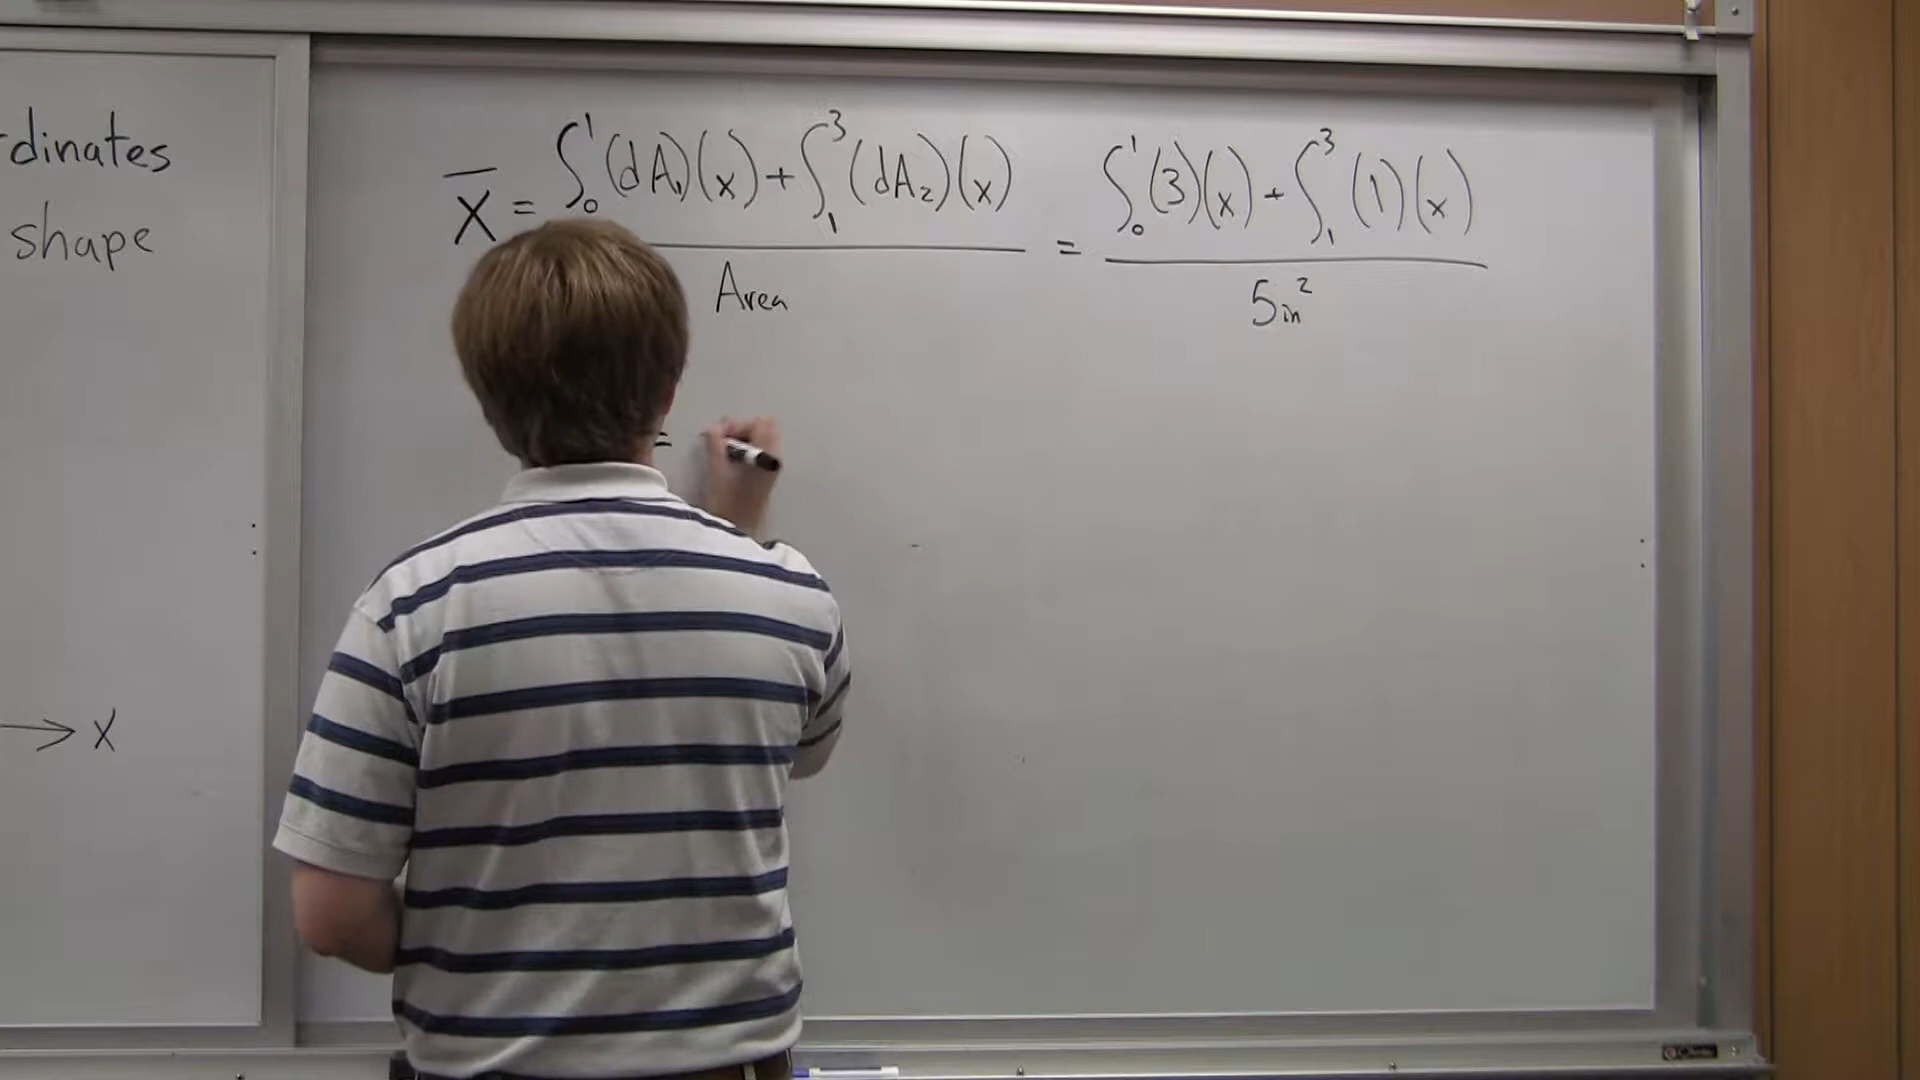 rdinates
shape
→ X
X̄ = ∫₀¹(dA₁)(x) + ∫₁³(dA₂)(x) / Area = ∫₀¹(3)(x) + ∫₁³(1)(x) / 5in²
=